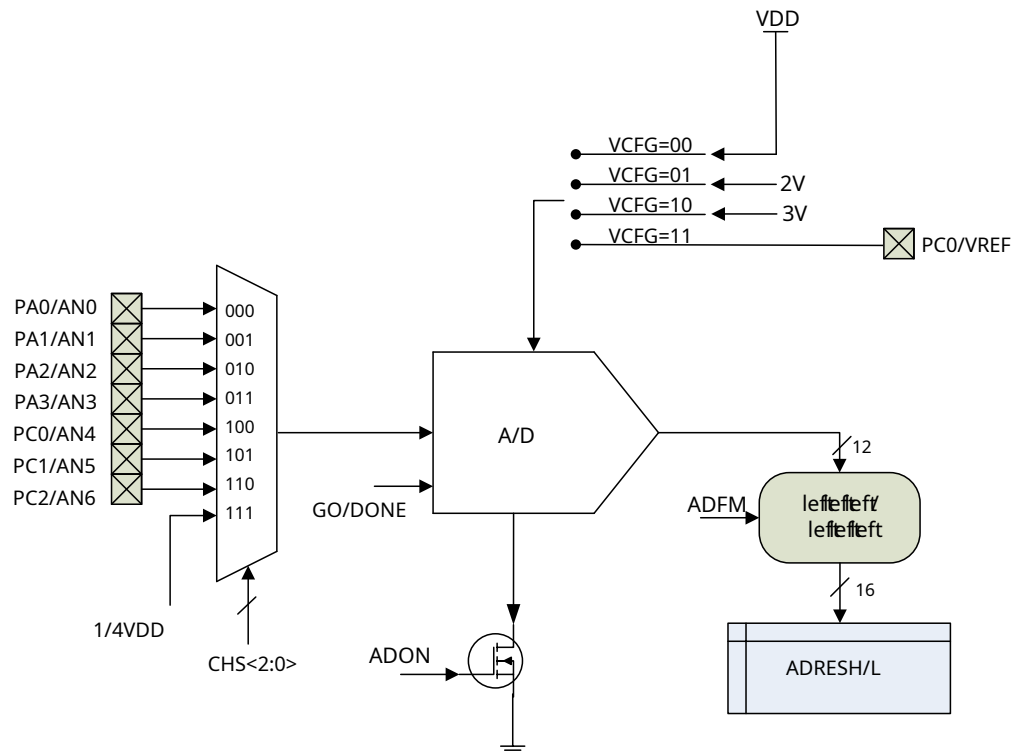 VDD
VCFG=00
VCFG=01
2V
VCFG=10
3V
VCFG=11
PC0/VREF
PA0/AN0
000
PA1/AN1
001
PA2/AN2
010
PA3/AN3
011
PC0/AN4
100
PC1/AN5
101
PC2/AN6
110
111
A/D
12
GO/DONE
ADFM
16
1/4VDD
CHS<2:0>
ADON
ADRESH/L